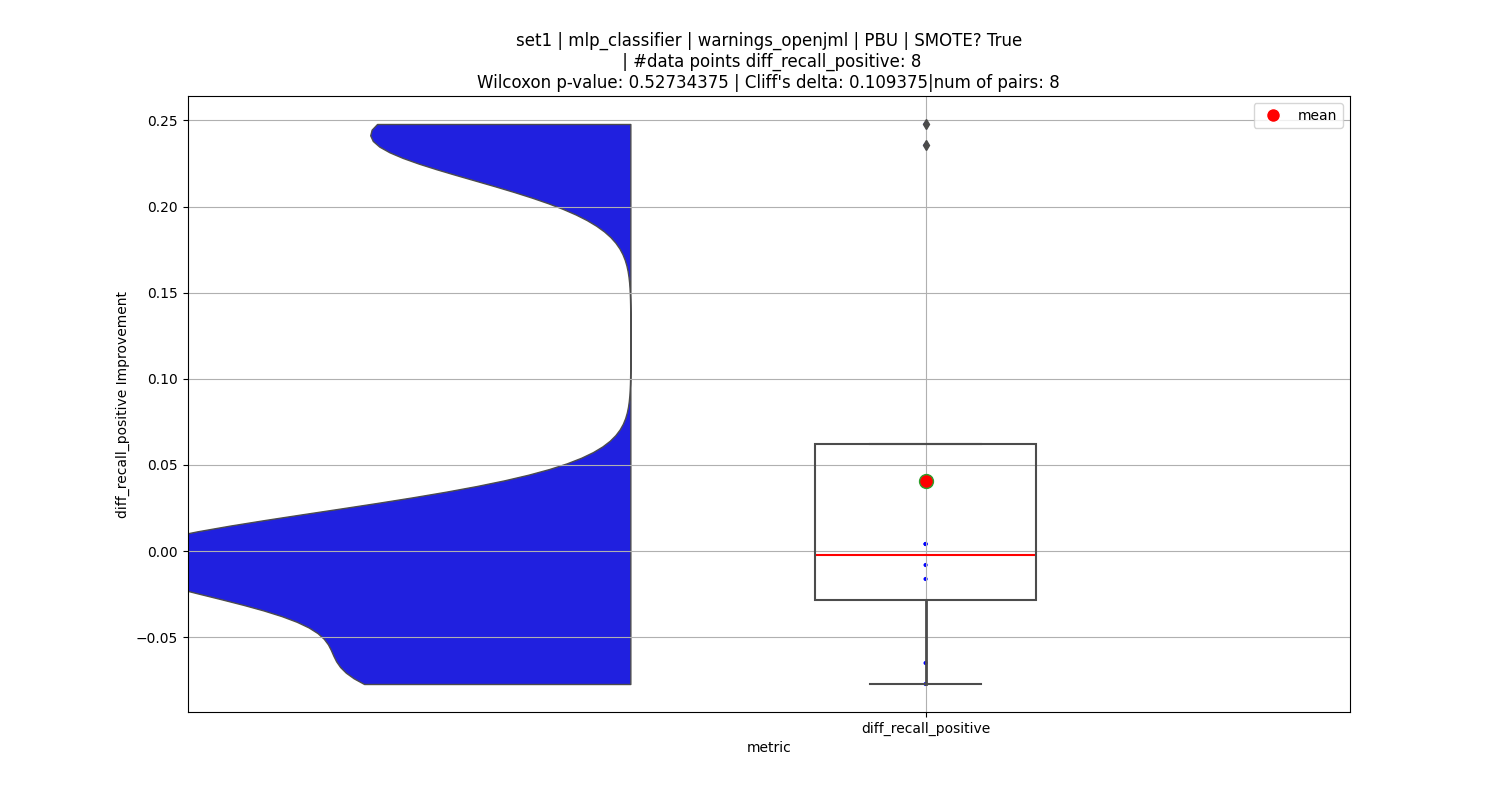 set1 | mlp_classifier | warnings_openjml | PBU | SMOTE? True
| #data points diff_recall_positive: 8
Wilcoxon p-value: 0.52734375 | Cliff's delta: 0.109375|num of pairs: 8
mean
0.25
0.20
0.15
0.10
0.05
0.00
−0.05
diff_recall_positive Improvement
diff_recall_positive
metric